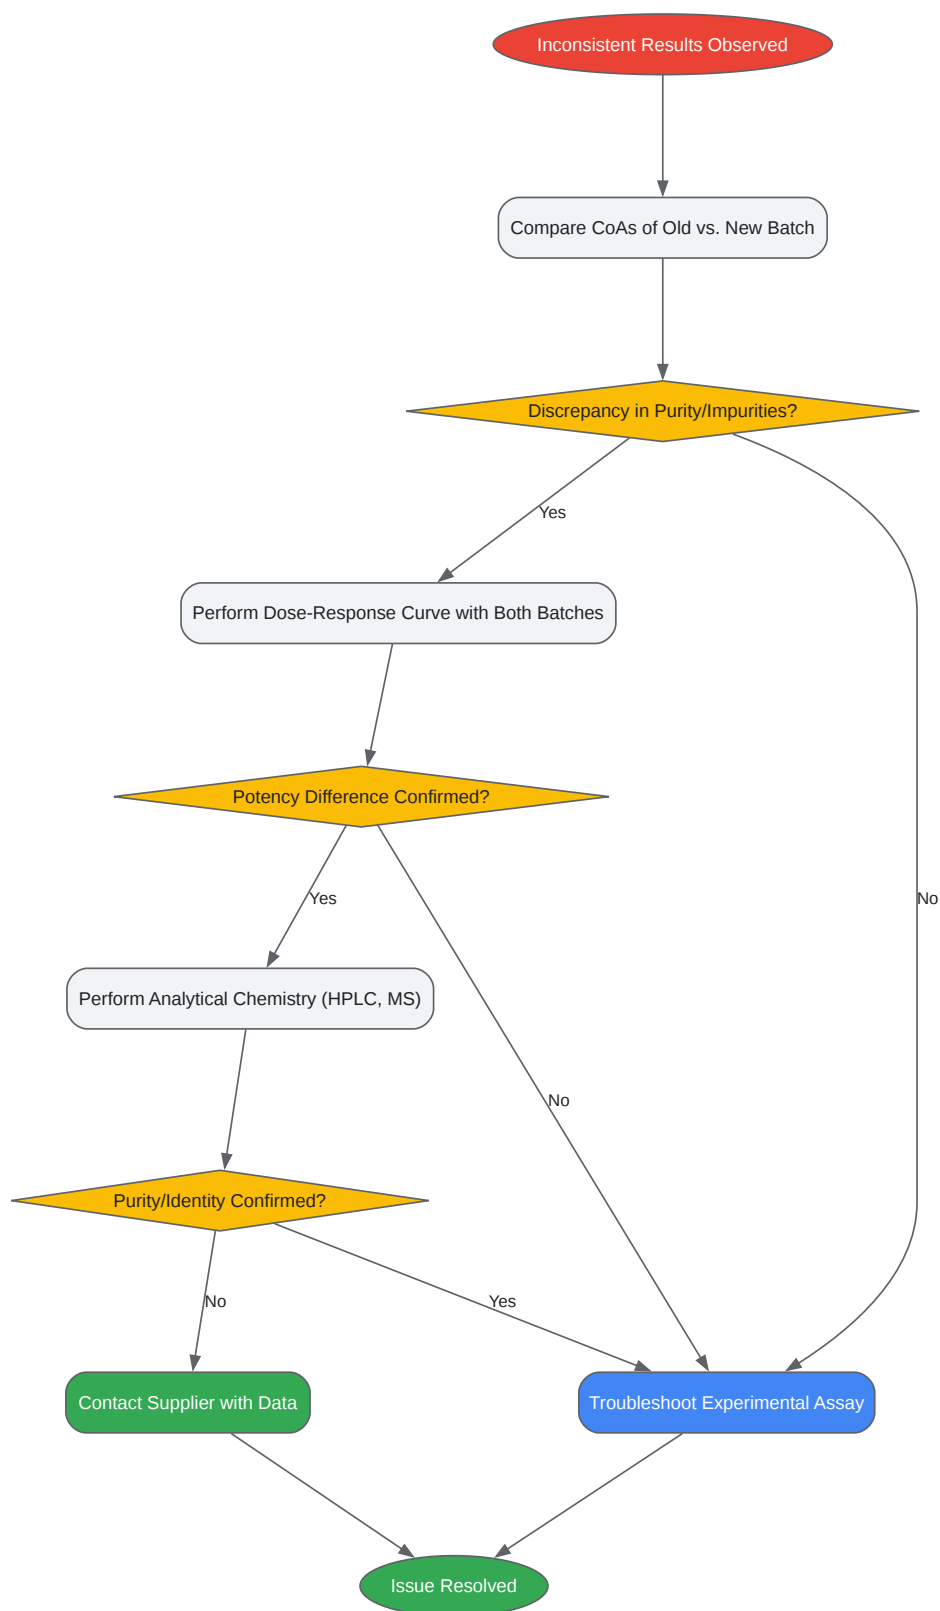 Inconsistent Results Observed
Compare CoAs of Old vs. New Batch
Discrepancy in Purity/Impurities?
Yes
Perform Dose-Response Curve with Both Batches
Potency Difference Confirmed?
Yes
No
Perform Analytical Chemistry (HPLC, MS)
No
Purity/Identity Confirmed?
No
Yes
Contact Supplier with Data
Troubleshoot Experimental Assay
Issue Resolved